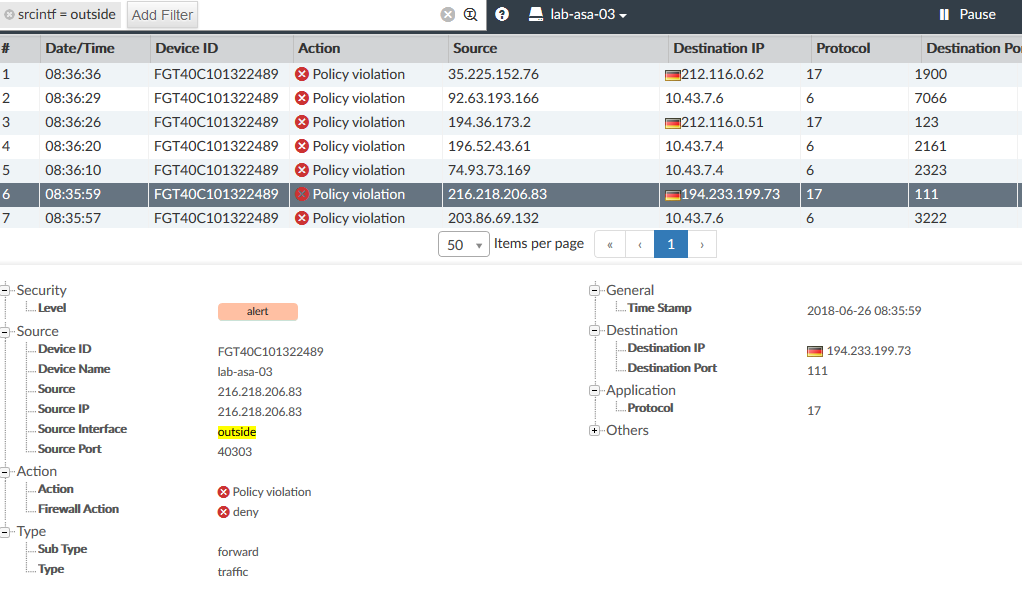 srcintf = outside Add Filter lab-asa-03 Pause
# Date/Time Device ID Action Source Destination IP Protocol Destination Po
1 08:36:36 FGT40C101322489 Policy violation 35.225.152.76 212.116.0.62 17 1900
2 08:36:29 FGT40C101322489 Policy violation 92.63.193.166 10.43.7.6 6 7066
3 08:36:26 FGT40C101322489 Policy violation 194.36.173.2 212.116.0.51 17 123
4 08:36:20 FGT40C101322489 Policy violation 196.52.43.61 10.43.7.4 6 2161
5 08:36:10 FGT40C101322489 Policy violation 74.93.73.169 10.43.7.4 6 2323
6 08:35:59 FGT40C101322489 Policy violation 216.218.206.83 194.233.199.73 17 111
7 08:35:57 FGT40C101322489 Policy violation 203.86.69.132 10.43.7.6 6 3222
50 Items per page « ‹ 1 ›
Security
Level alert
Source
Device ID FGT40C101322489
Device Name lab-asa-03
Source 216.218.206.83
Source IP 216.218.206.83
Source Interface outside
Source Port 40303
Action
Action Policy violation
Firewall Action deny
Type
Sub Type forward
Type traffic
General
Time Stamp 2018-06-26 08:35:59
Destination
Destination IP 194.233.199.73
Destination Port 111
Application
Protocol 17
Others